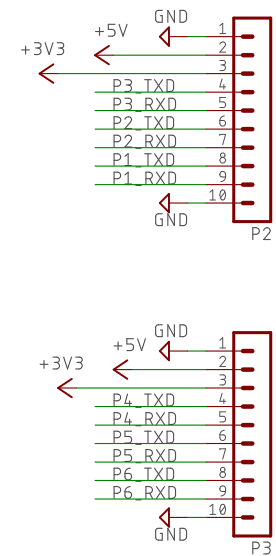 GND
1
+5V
2
+3V3
3
P3_TXD 4
P3_RXD 5
P2_TXD 6
P2_RXD 7
P1_TXD 8
P1_RXD 9
10
GND
P2
GND
1
+5V
2
+3V3
3
P4_TXD 4
P4_RXD 5
P5_TXD 6
P5_RXD 7
P6_TXD 8
P6_RXD 9
10
GND
P3